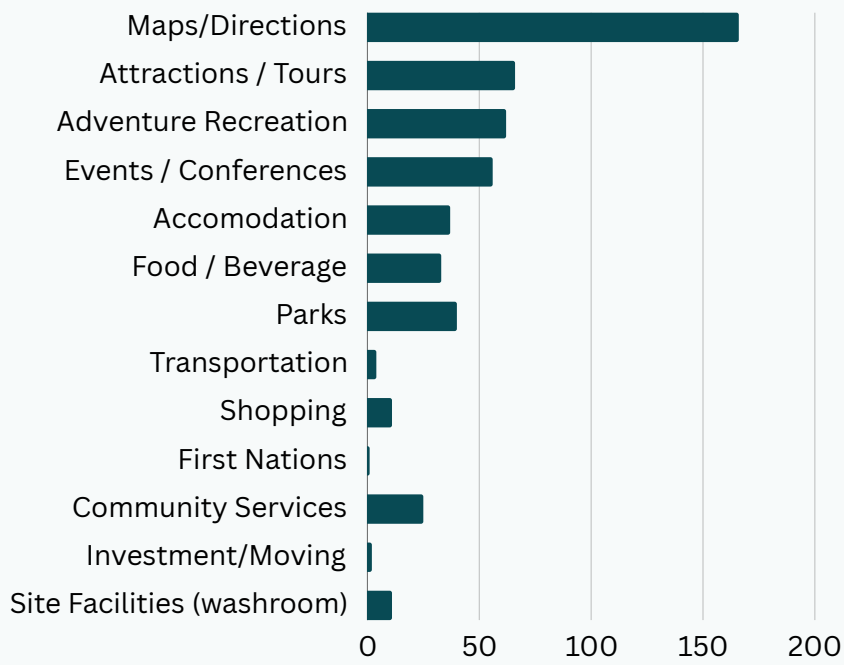 Maps/Directions
Attractions / Tours
Adventure Recreation
Events / Conferences
Accomodation
Food / Beverage
Parks
Transportation
Shopping
First Nations
Community Services
Investment/Moving
Site Facilities (washroom)
0 50 100 150 200